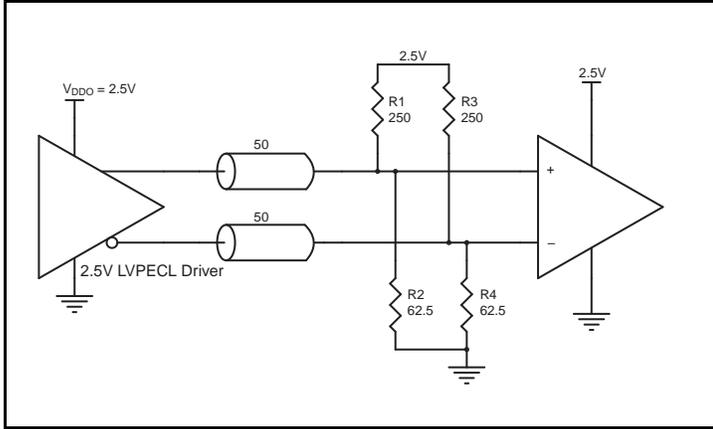 2.5V
V_DDO = 2.5V
2.5V
R1
250
R3
250
50
+
50
–
2.5V LVPECL Driver
R2
62.5
R4
62.5